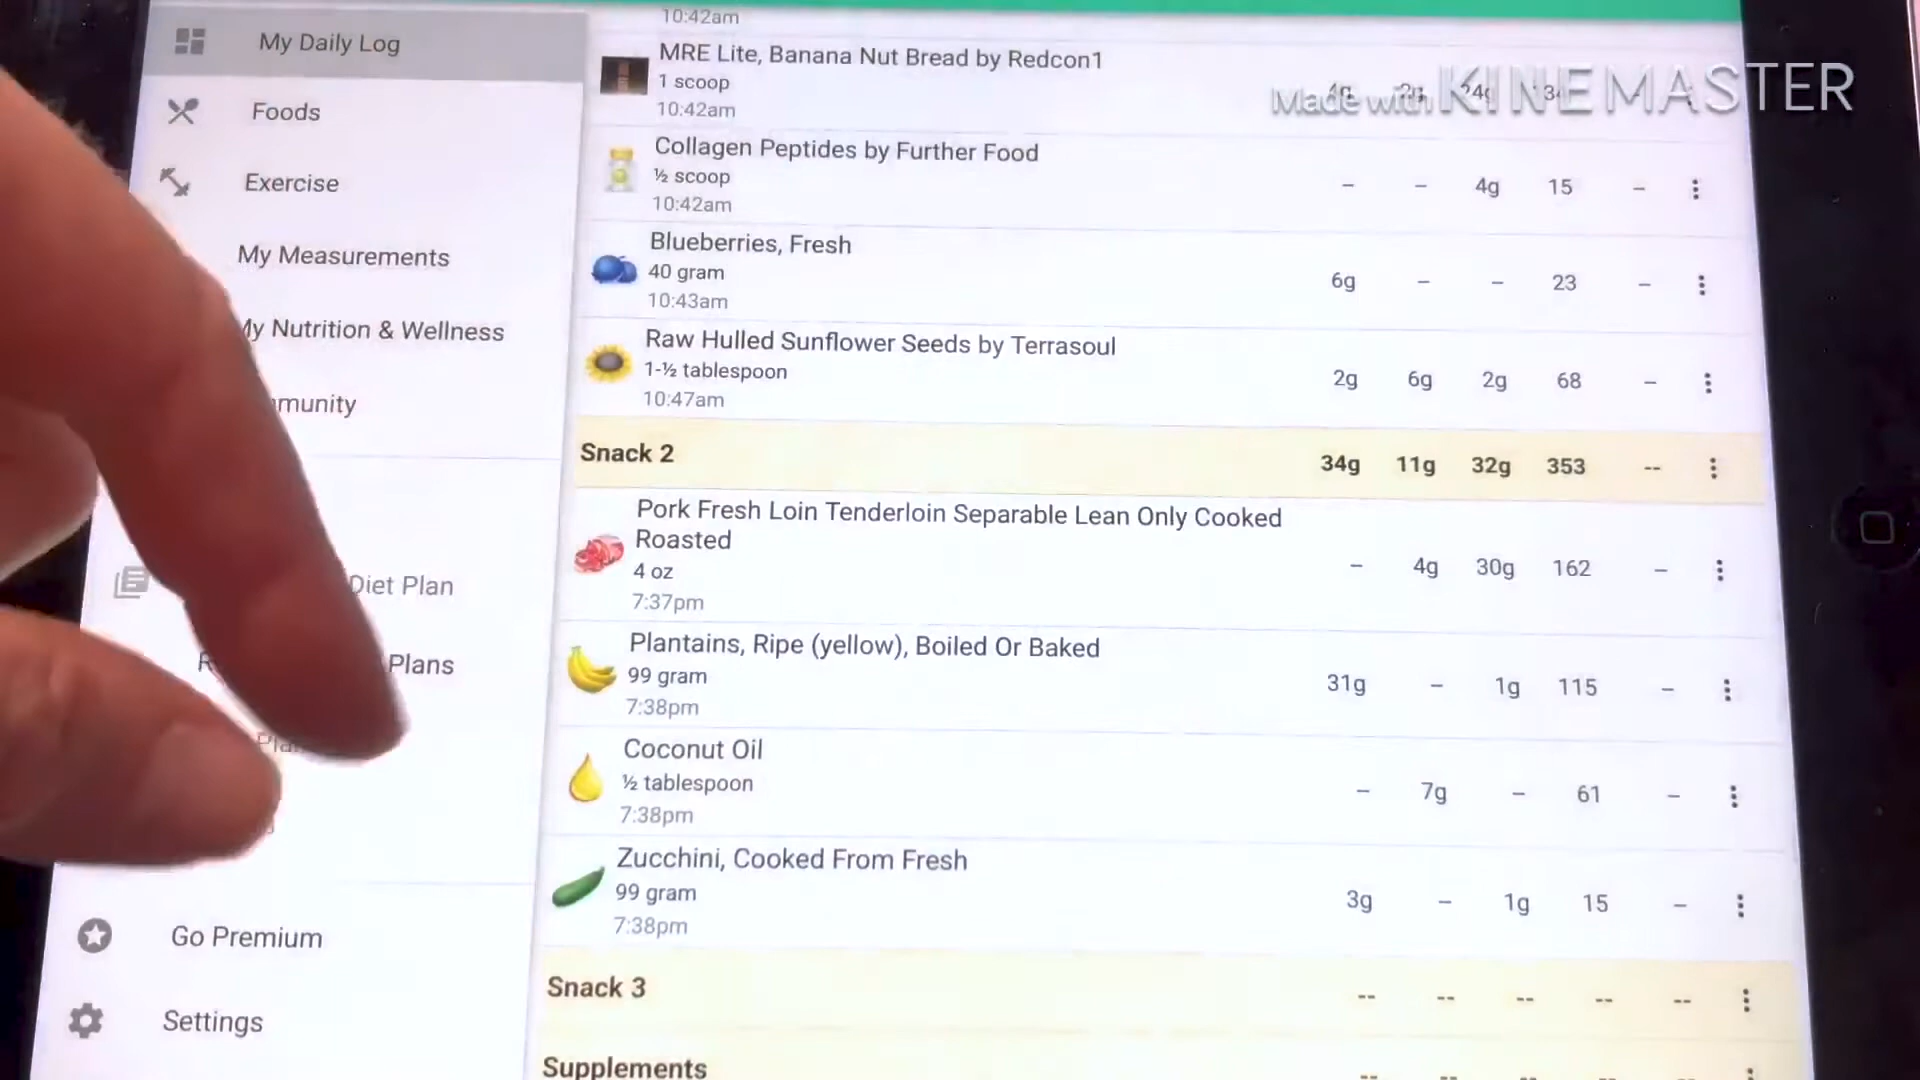 My Daily Log
Foods
Exercise
My Measurements
My Nutrition & Wellness
Diet Plan
Plans
Go Premium
Settings
10:42am
MRE Lite, Banana Nut Bread by Redcon1
1 scoop
10:42am
Made with KINEMASTER
Collagen Peptides by Further Food
½ scoop
10:42am
– – 4g 15 –
Blueberries, Fresh
40 gram
10:43am
6g – – 23 –
Raw Hulled Sunflower Seeds by Terrasoul
1-½ tablespoon
10:47am
2g 6g 2g 68 –
Snack 2 34g 11g 32g 353 --
Pork Fresh Loin Tenderloin Separable Lean Only Cooked
Roasted
4 oz
7:37pm
– 4g 30g 162 –
Plantains, Ripe (yellow), Boiled Or Baked
99 gram
7:38pm
31g – 1g 115 –
Coconut Oil
½ tablespoon
7:38pm
– 7g – 61 –
Zucchini, Cooked From Fresh
99 gram
7:38pm
3g – 1g 15 –
Snack 3 -- -- -- -- --
Supplements -- -- -- -- --